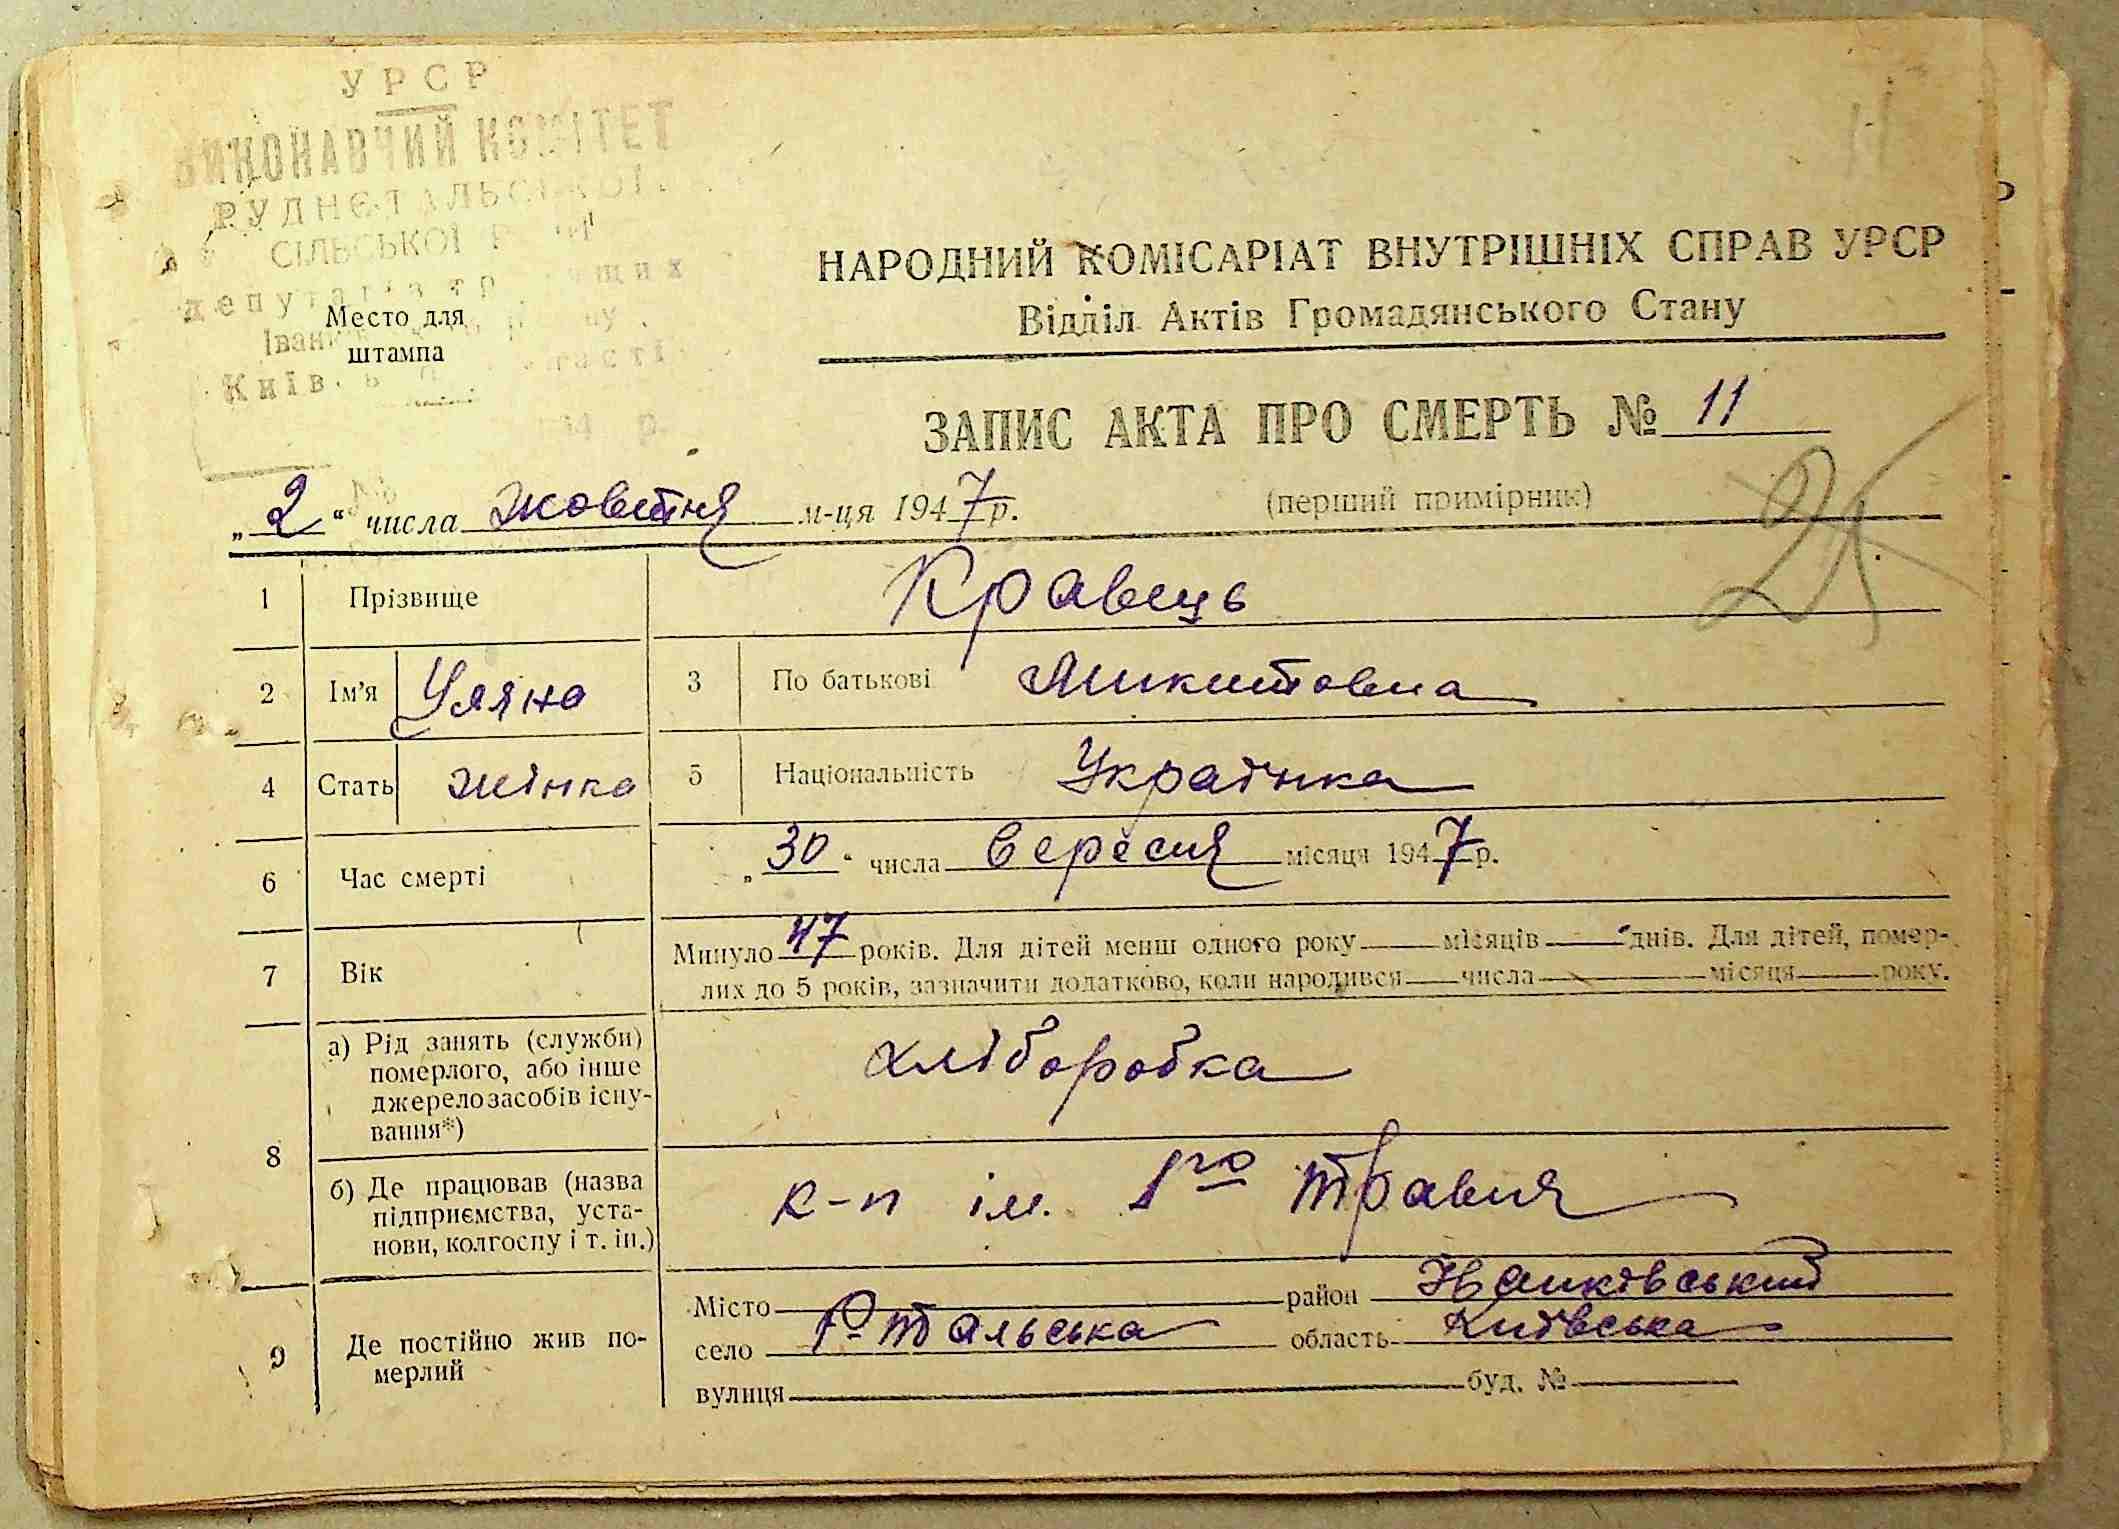 УРСР
ВИКОНАВЧИЙ КОМІТЕТ
РУДНЄТАЛЬСЬКОЇ
СІЛЬСЬКОЇ
депутатів
Київ
р.
Место для
штампа
НАРОДНИЙ КОМІСАРІАТ ВНУТРІШНІХ СПРАВ УРСР
Відділ Актів Громадянського Стану
ЗАПИС АКТА ПРО СМЕРТЬ № 11
„2“ числа жовтня м-ця 1947 р. (перший примірник)
1 Прізвище Кравець
2 Ім'я Уляна 3 По батькові Микитовна
4 Стать жінка 5 Національність Українка
6 Час смерті „30“ числа вересня місяця 1947 р.
7 Вік Минуло 47 років. Для дітей менш одного року місяців днів. Для дітей, помер-
лих до 5 років, зазначити додатково, коли народився числа місяця року.
8 а) Рід занять (служби)
померлого, або інше
джерело засобів існу-
вання*) хліборобка
б) Де працював (назва
підприємства, уста-
нови, колгоспу і т. ін.) к-п ім. 1го травня
9 Де постійно жив по-
мерлий
Місто район Іванківський
село Р-Тальська область Київська
вулиця буд. №